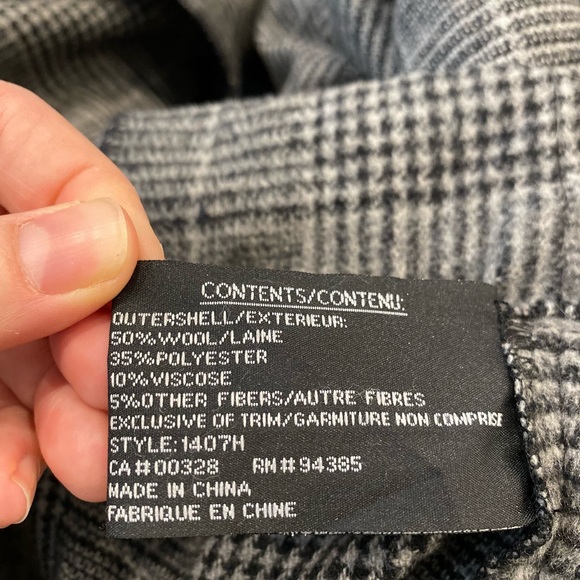 CONTENTS/CONTENU:
OUTERSHELL/EXTERIEUR:
50%WOOL/LAINE
35%POLYESTER
10%VISCOSE
5%OTHER FIBERS/AUTRE FIBRES
EXCLUSIVE OF TRIM/GARNITURE NON COMPRISE
STYLE:1407H
CA#00328 RN#94385
MADE IN CHINA
FABRIQUE EN CHINE